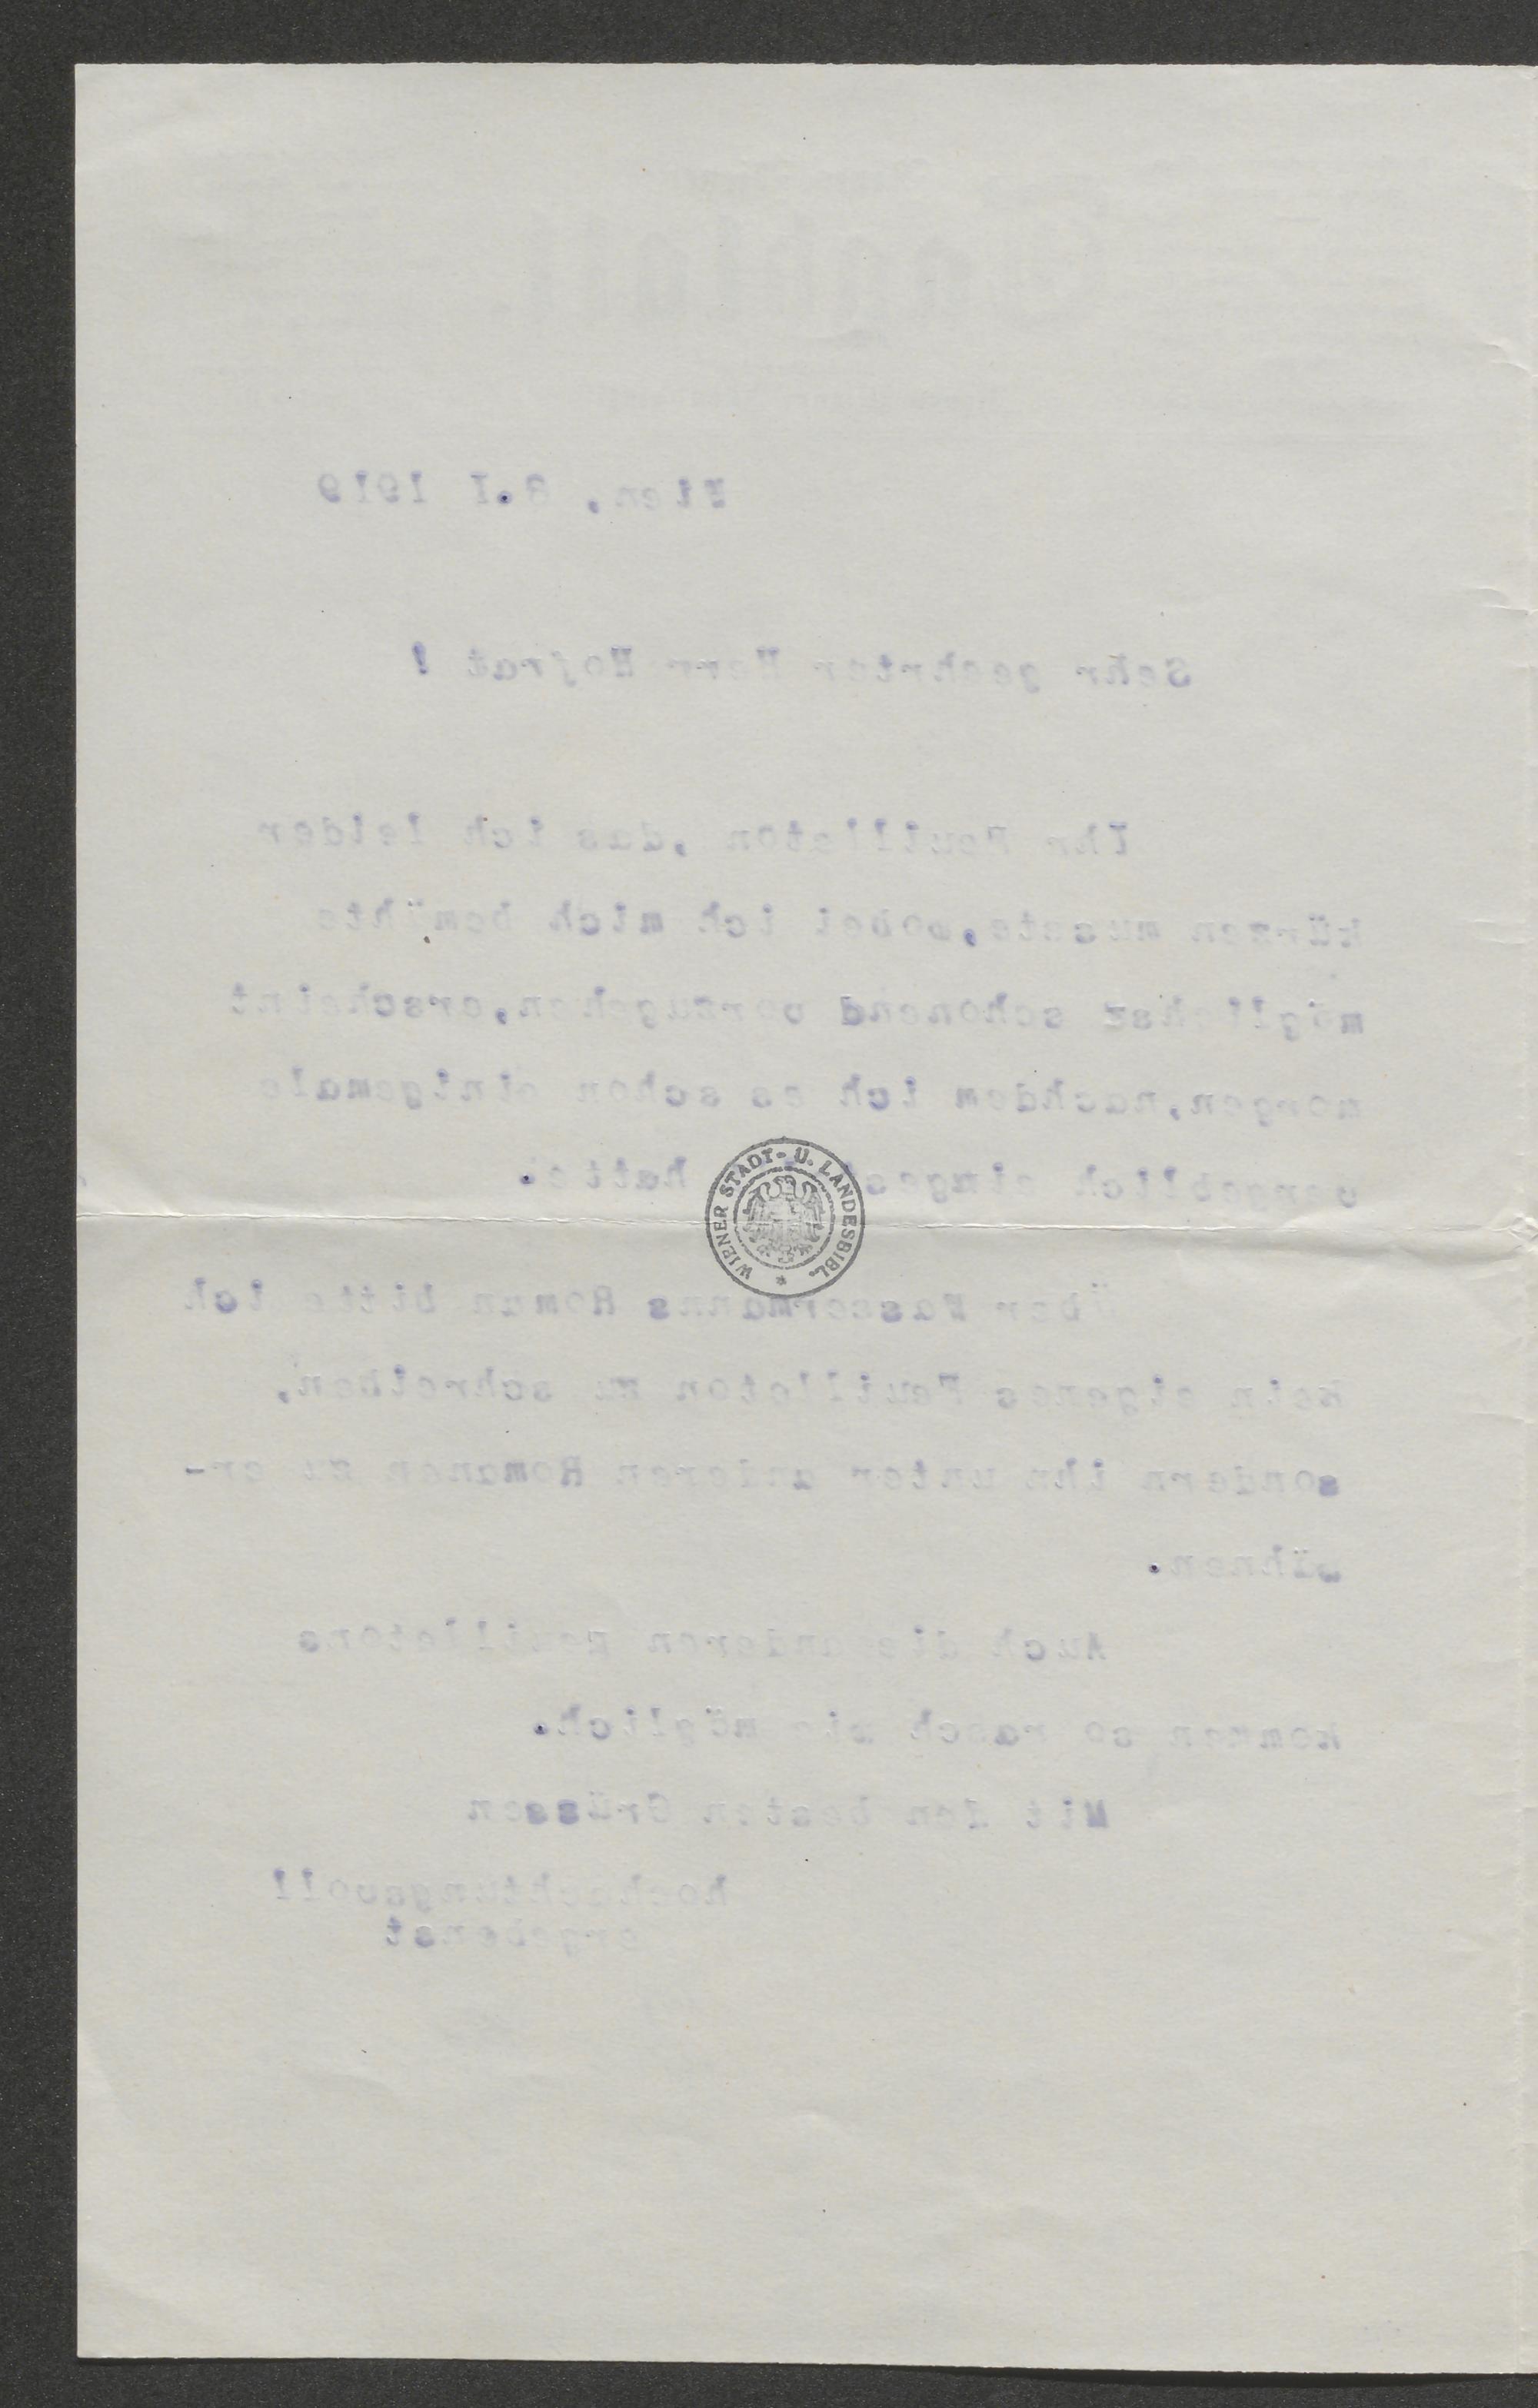 Tagblatt
Wien, 8.I 1919
Sehr geehrter Herr Hofrat !
Ihr Feuilleton ,das ich leider
kürzen musste,wobei ich mich bemühte
möglichst schonend vorzugehen,erscheint
morgen,nachdem ich es schon einigemale
vergeblich hatte.
WIENER STADT- U. LANDESBIBL. *
Über Wassermanns Roman bitte ich
kein eigenes Feuilleton zu schreiben,
sondern ihn unter anderen Romanen zu er-
wähnen.
Auch die anderen Feuilletons
kommen so rasch wie möglich.
Mit den besten Grüssen
hochachtungsvoll
ergebenst